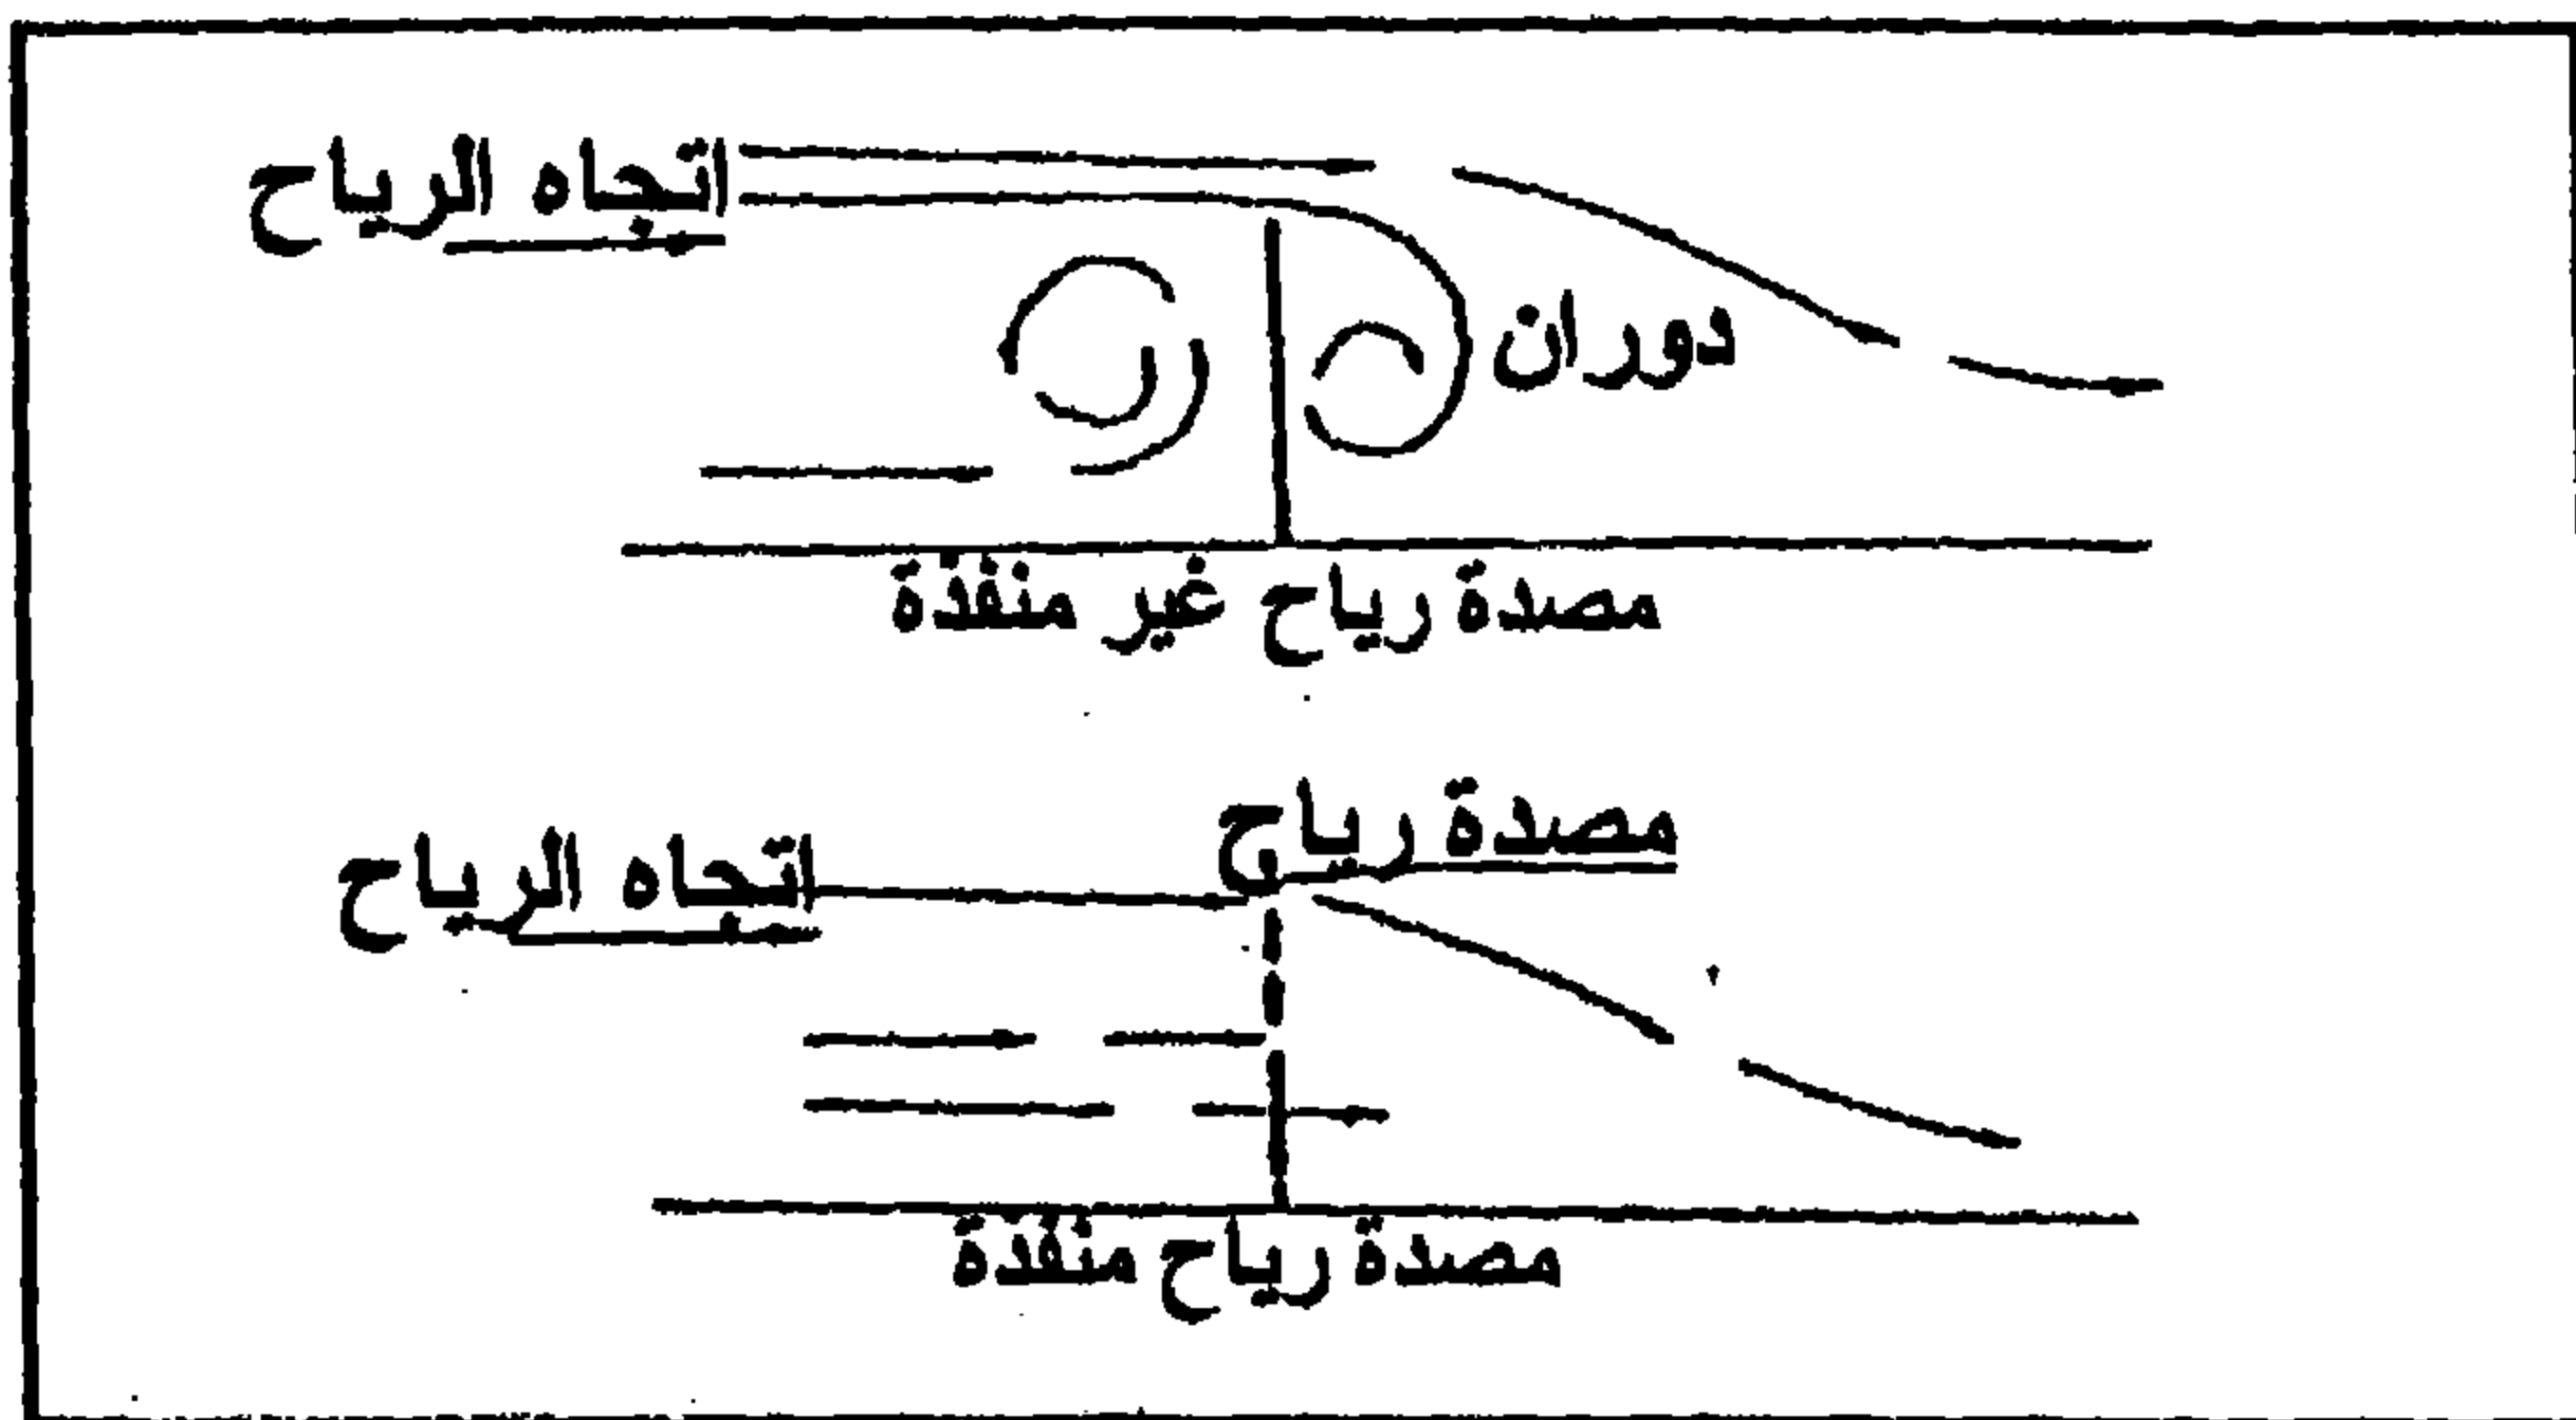 اتجاه الرياح
دوران
مصدة رياح غير منفذة
مصدة رياح
اتجاه الرياح
مصدة رياح منفذة